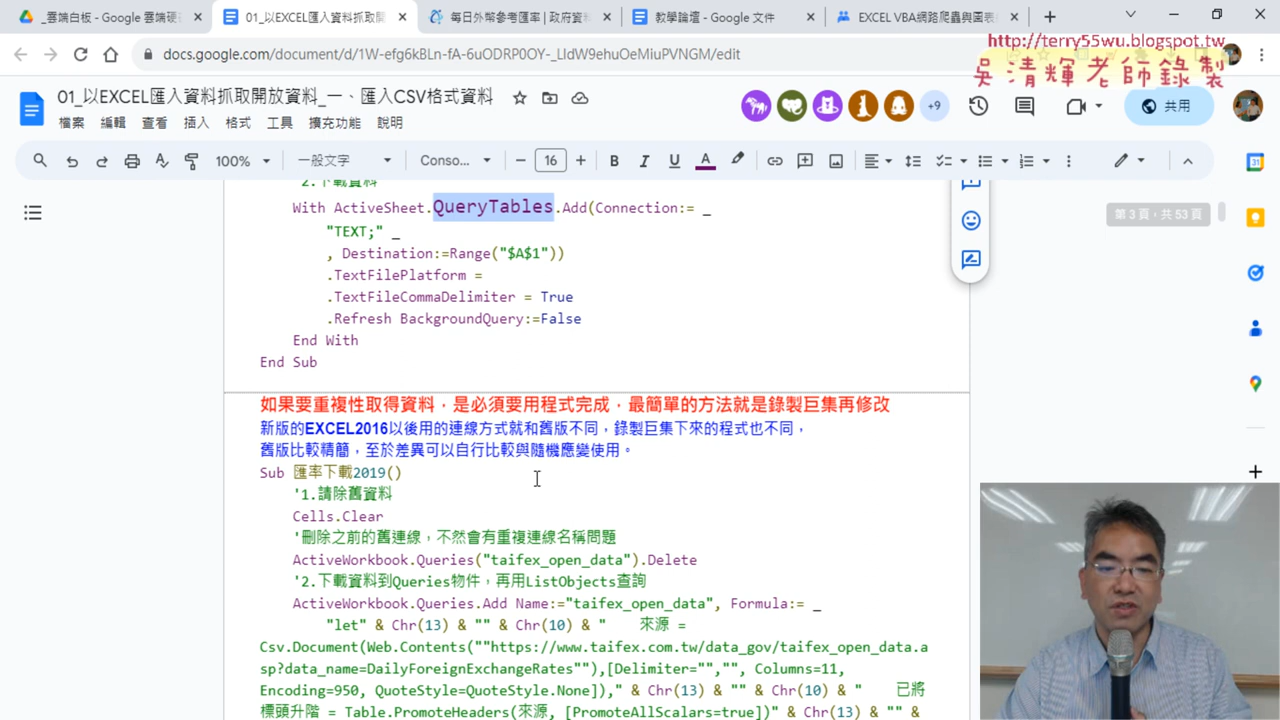 _雲端白板 - Google 雲端硬
01_以EXCEL匯入資料抓取開
每日外幣參考匯率 | 政府資
教學論壇 - Google 文件
EXCEL VBA網路爬蟲與圖表
docs.google.com/document/d/1W-efg6kBLn-fA-6uODRP0OY-_LIdW9ehuOeMiuPVNGM/edit
http://terry55wu.blogspot.tw
吳清輝老師錄製
01_以EXCEL匯入資料抓取開放資料_一、匯入CSV格式資料
檔案 編輯 查看 插入 格式 工具 擴充功能 說明
+9
共用
100% 一般文字 Conso... 16
第 3 頁，共 53 頁
'2.下載資料
With ActiveSheet.QueryTables.Add(Connection:= _
"TEXT;" _
, Destination:=Range("$A$1"))
.TextFilePlatform =
.TextFileCommaDelimiter = True
.Refresh BackgroundQuery:=False
End With
End Sub
如果要重複性取得資料，是必須要用程式完成，最簡單的方法就是錄製巨集再修改
新版的EXCEL2016以後用的連線方式就和舊版不同，錄製巨集下來的程式也不同，
舊版比較精簡，至於差異可以自行比較與隨機應變使用。
Sub 匯率下載2019()
'1.請除舊資料
Cells.Clear
'刪除之前的舊連線，不然會有重複連線名稱問題
ActiveWorkbook.Queries("taifex_open_data").Delete
'2.下載資料到Queries物件，再用ListObjects查詢
ActiveWorkbook.Queries.Add Name:="taifex_open_data", Formula:= _
"let" & Chr(13) & "" & Chr(10) & " 來源 =
Csv.Document(Web.Contents(""https://www.taifex.com.tw/data_gov/taifex_open_data.a
sp?data_name=DailyForeignExchangeRates""),[Delimiter="","", Columns=11,
Encoding=950, QuoteStyle=QuoteStyle.None])," & Chr(13) & "" & Chr(10) & " 已將
標頭升階 = Table.PromoteHeaders(來源, [PromoteAllScalars=true])" & Chr(13) & "" &